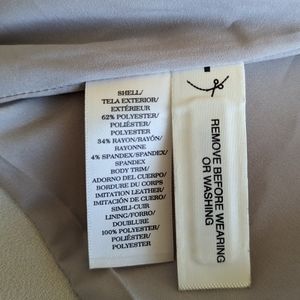 SHELL/
TELA EXTERIOR/
EXTÉRIEUR
62% POLYESTER/
POLIÉSTER/
POLYESTER
34% RAYON/RAYÓN/
RAYONNE
4% SPANDEX/SPANDEX/
SPANDEX
BODY TRIM/
ADORNO DEL CUERPO/
BORDURE DU CORPS
IMITATION LEATHER/
IMITACIÓN DE CUERO/
SIMILI-CUIR
LINING/FORRO/
DOUBLURE
100% POLYESTER/
POLIÉSTER/
POLYESTER
REMOVE BEFORE WEARING
OR WASHING